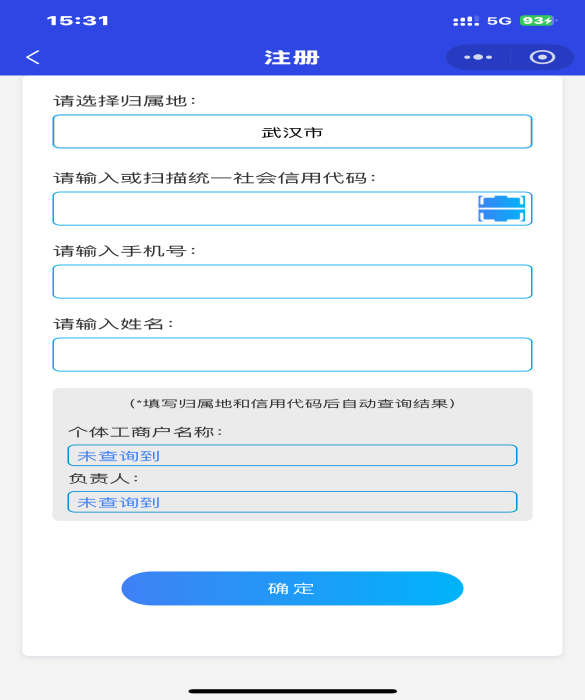 15:31
5G 93
注册
请选择归属地:
武汉市
请输入或扫描统一社会信用代码:
请输入手机号:
请输入姓名:
(*填写归属地和信用代码后自动查询结果)
个体工商户名称:
未查询到
负责人:
未查询到
确定